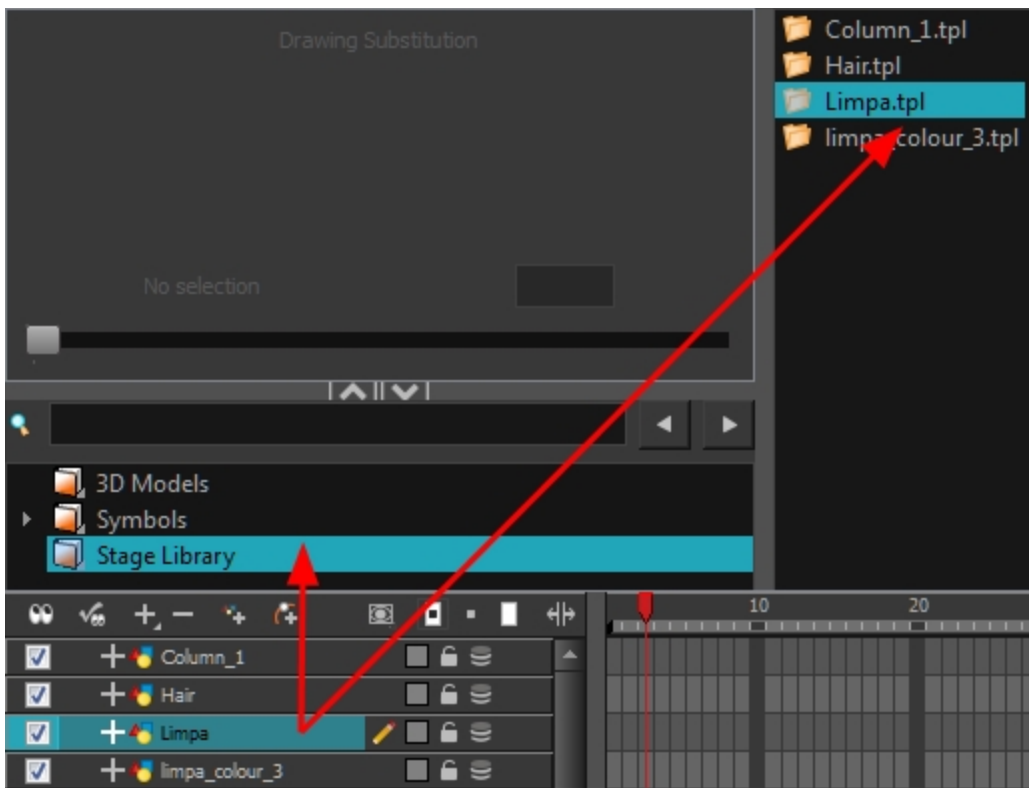 Drawing Substitution
No selection
Column_1.tpl
Hair.tpl
Limpa.tpl
limpa_colour_3.tpl
3D Models
Symbols
Stage Library
10 20
Column_1
Hair
Limpa
limpa_colour_3